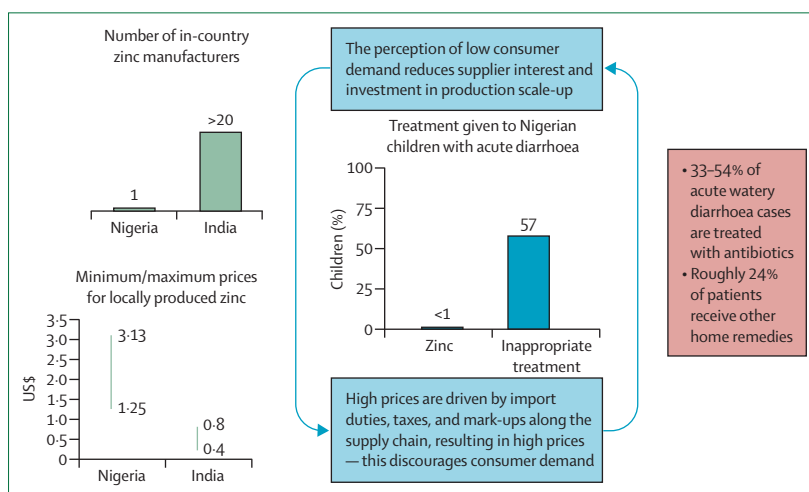 Number of in-country
zinc manufacturers
>20
1
Nigeria
India
Minimum/maximum prices
for locally produced zinc
US$
3·5
3·0
2·5
2·0
1·5
1·0
0·5
0
3·13
1·25
0·8
0·4
Nigeria
India
The perception of low consumer
demand reduces supplier interest and
investment in production scale-up
Treatment given to Nigerian
children with acute diarrhoea
Children (%)
100
75
50
25
0
<1
57
Zinc
Inappropriate
treatment
High prices are driven by import
duties, taxes, and mark-ups along the
supply chain, resulting in high prices
— this discourages consumer demand
• 33–54% of
acute watery
diarrhoea cases
are treated
with antibiotics
• Roughly 24%
of patients
receive other
home remedies